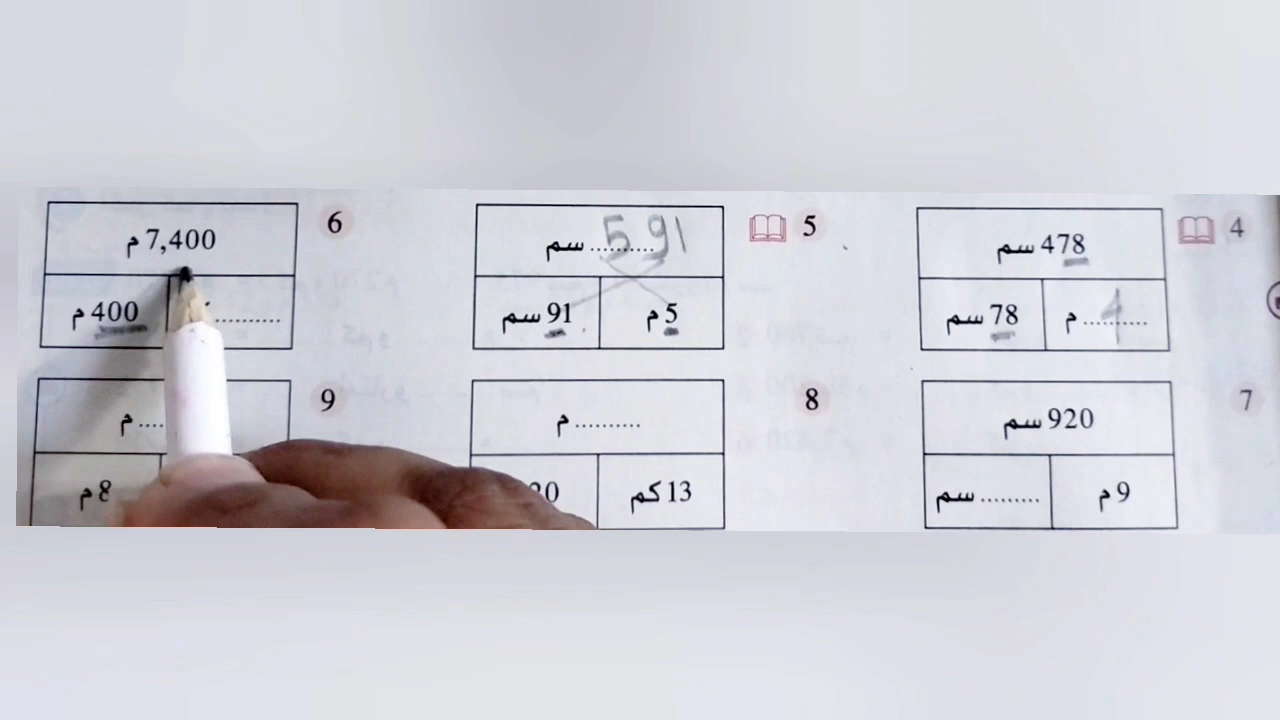 4
478 سم
4 ......... م
78 سم
5
591 .......... سم
5 م
91 سم
6
7,400 م
..........
400 م
7
920 سم
9 م
......... سم
8
.......... م
13 كم
9
.... م
8 م